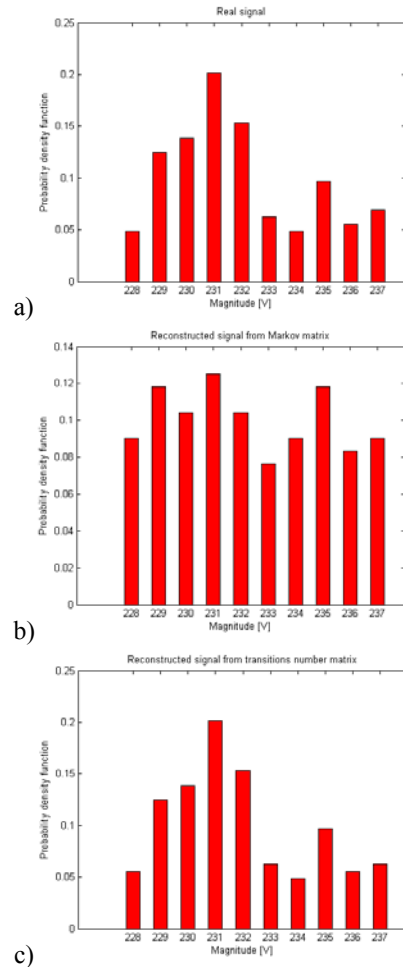 Real signal
0.25
0.2
0.15
0.1
0.05
0
Probability density function
228 229 230 231 232 233 234 235 236 237
Magnitude [V]
a)
Reconstructed signal from Markov matrix
0.14
0.12
0.1
0.08
0.06
0.04
0.02
0
Probability density function
228 229 230 231 232 233 234 235 236 237
Magnitude [V]
b)
Reconstructed signal from transitions number matrix
0.25
0.2
0.15
0.1
0.05
0
Probability density function
228 229 230 231 232 233 234 235 236 237
Magnitude [V]
c)